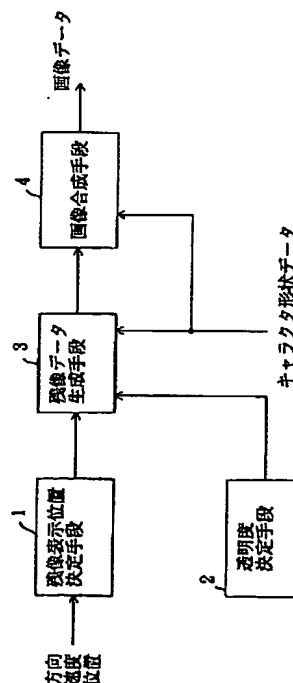 方向
速度
位置
1
残像表示位置
決定手段
2
透明度
決定手段
3
残像データ
生成手段
4
画像合成手段
画像データ
キャラクタ形状データ